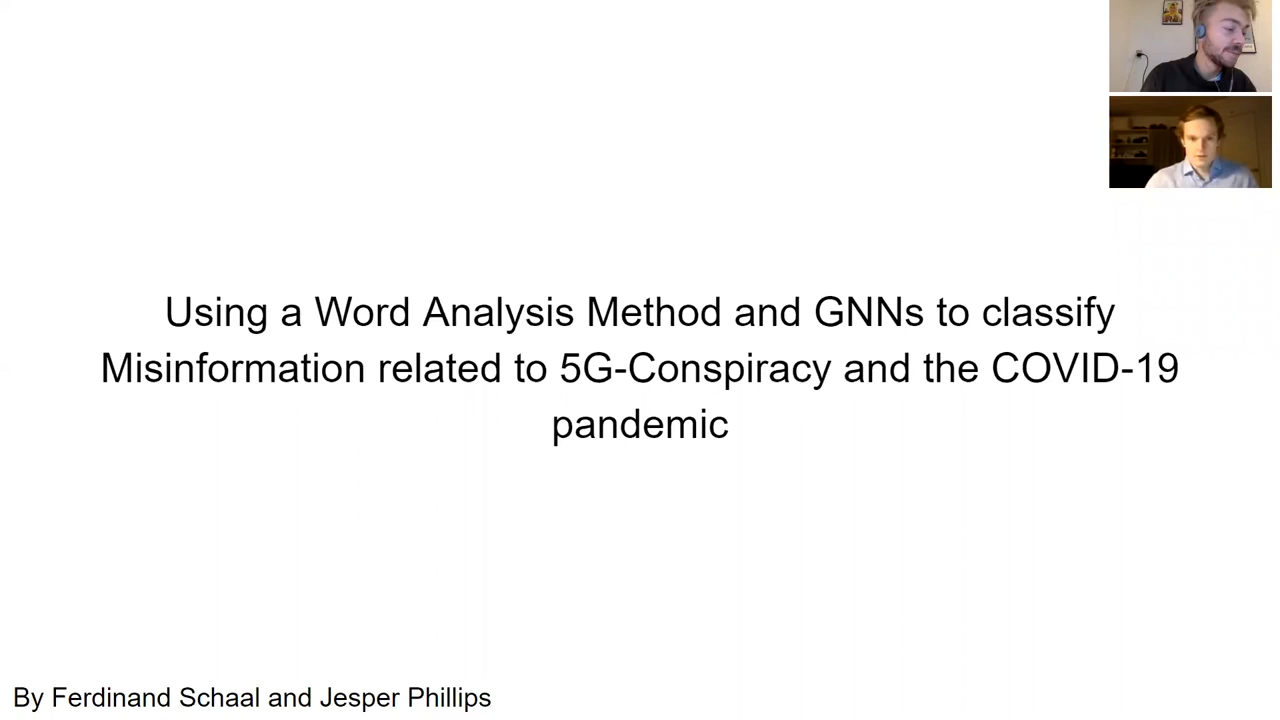 Using a Word Analysis Method and GNNs to classify
Misinformation related to 5G-Conspiracy and the COVID-19
pandemic
By Ferdinand Schaal and Jesper Phillips